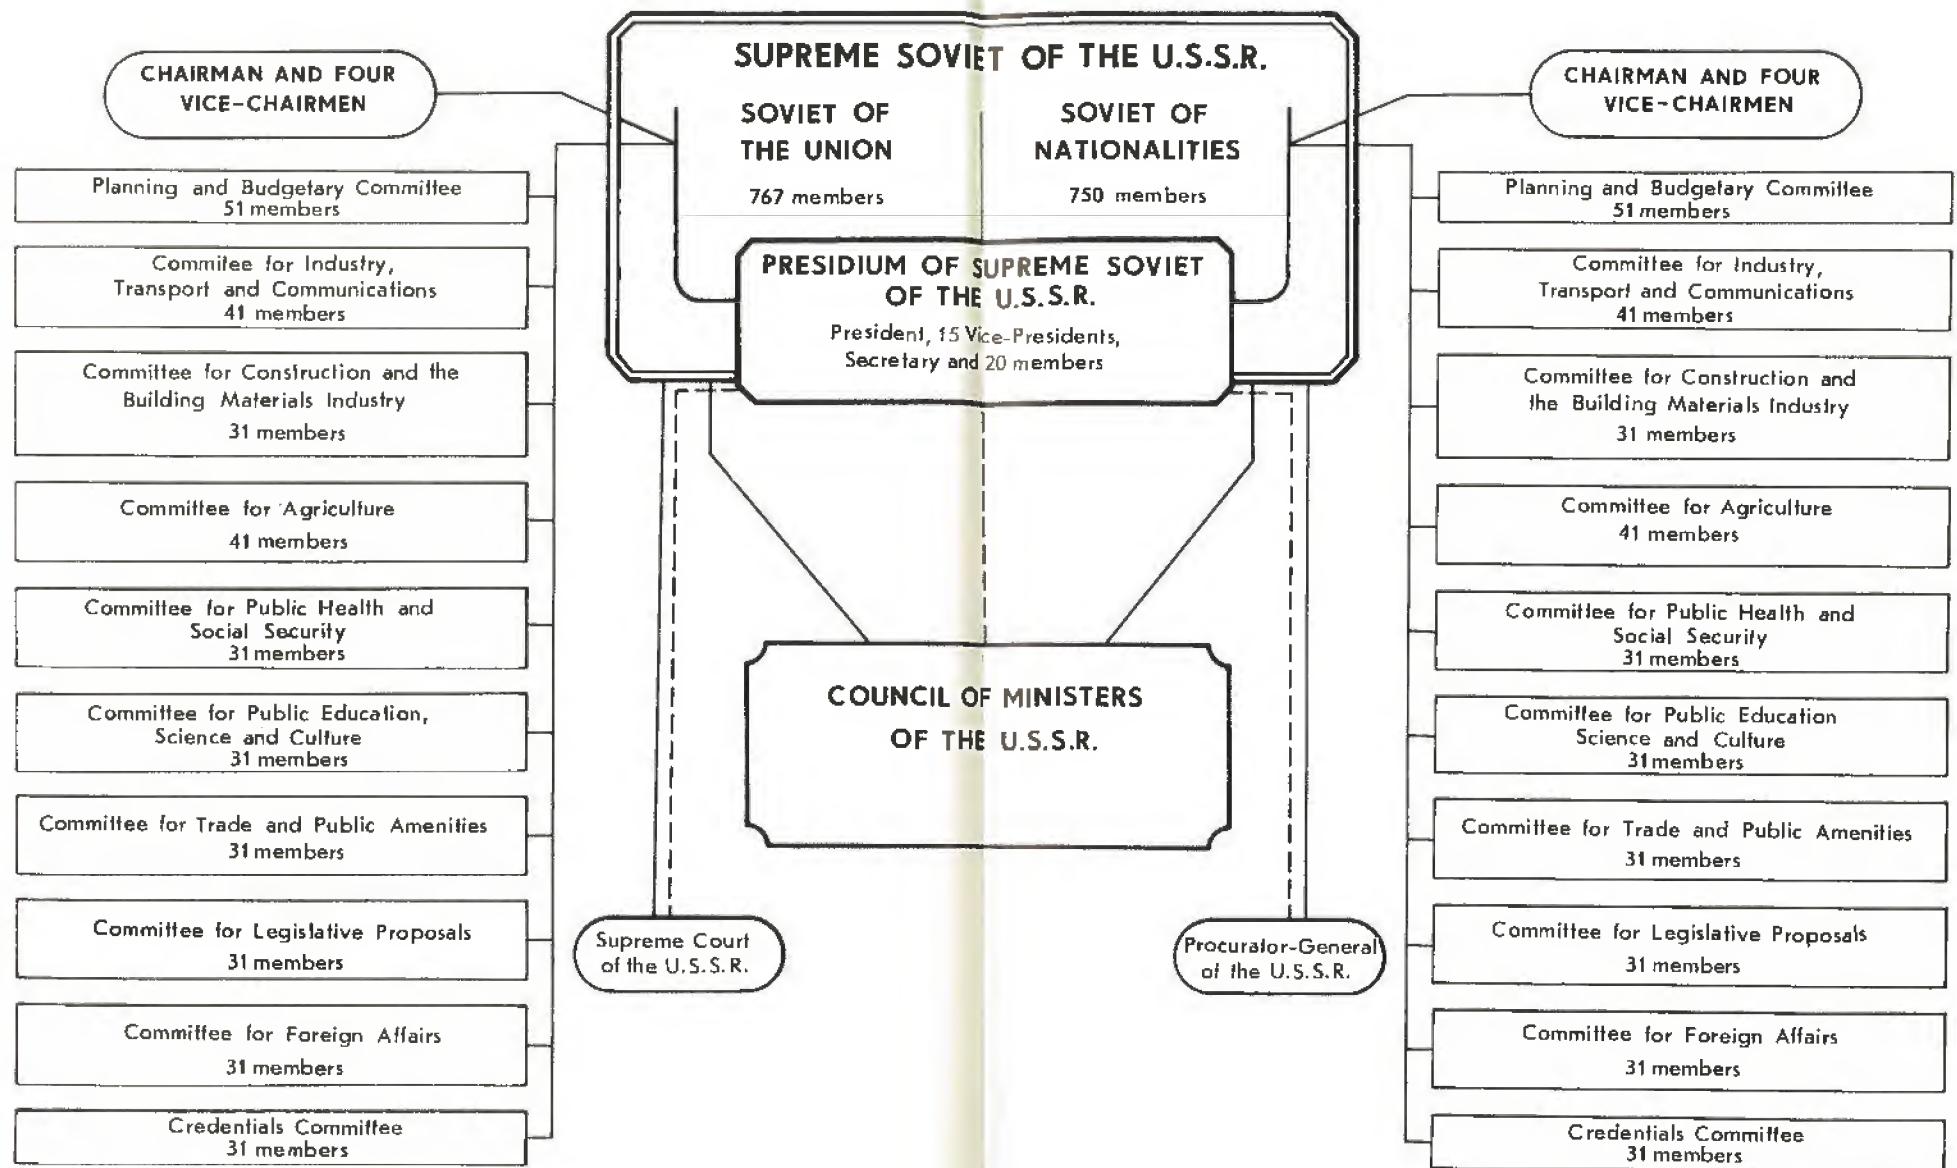 SUPREME SOVIET OF THE U.S.S.R.
SOVIET OF
THE UNION
767 members
SOVIET OF
NATIONALITIES
750 members
PRESIDIUM OF SUPREME SOVIET
OF THE U.S.S.R.
President, 15 Vice-Presidents,
Secretary and 20 members
COUNCIL OF MINISTERS
OF THE U.S.S.R.
Supreme Court
of the U.S.S.R.
Procurator-General
of the U.S.S.R.
CHAIRMAN AND FOUR
VICE-CHAIRMEN
Planning and Budgetary Committee
51 members
Commitee for Industry,
Transport and Communications
41 members
Committee for Construction and the
Building Materials Industry
31 members
Committee for Agriculture
41 members
Committee for Public Health and
Social Security
31 members
Committee for Public Education,
Science and Culture
31 members
Committee for Trade and Public Amenities
31 members
Committee for Legislative Proposals
31 members
Committee for Foreign Affairs
31 members
Credentials Committee
31 members
CHAIRMAN AND FOUR
VICE-CHAIRMEN
Planning and Budgetary Committee
51 members
Committee for Industry,
Transport and Communications
41 members
Committee for Construction and
the Building Materials Industry
31 members
Committee for Agriculture
41 members
Committee for Public Health and
Social Security
31 members
Committee for Public Education
Science and Culture
31 members
Committee for Trade and Public Amenities
31 members
Committee for Legislative Proposals
31 members
Committee for Foreign Affairs
31 members
Credentials Committee
31 members